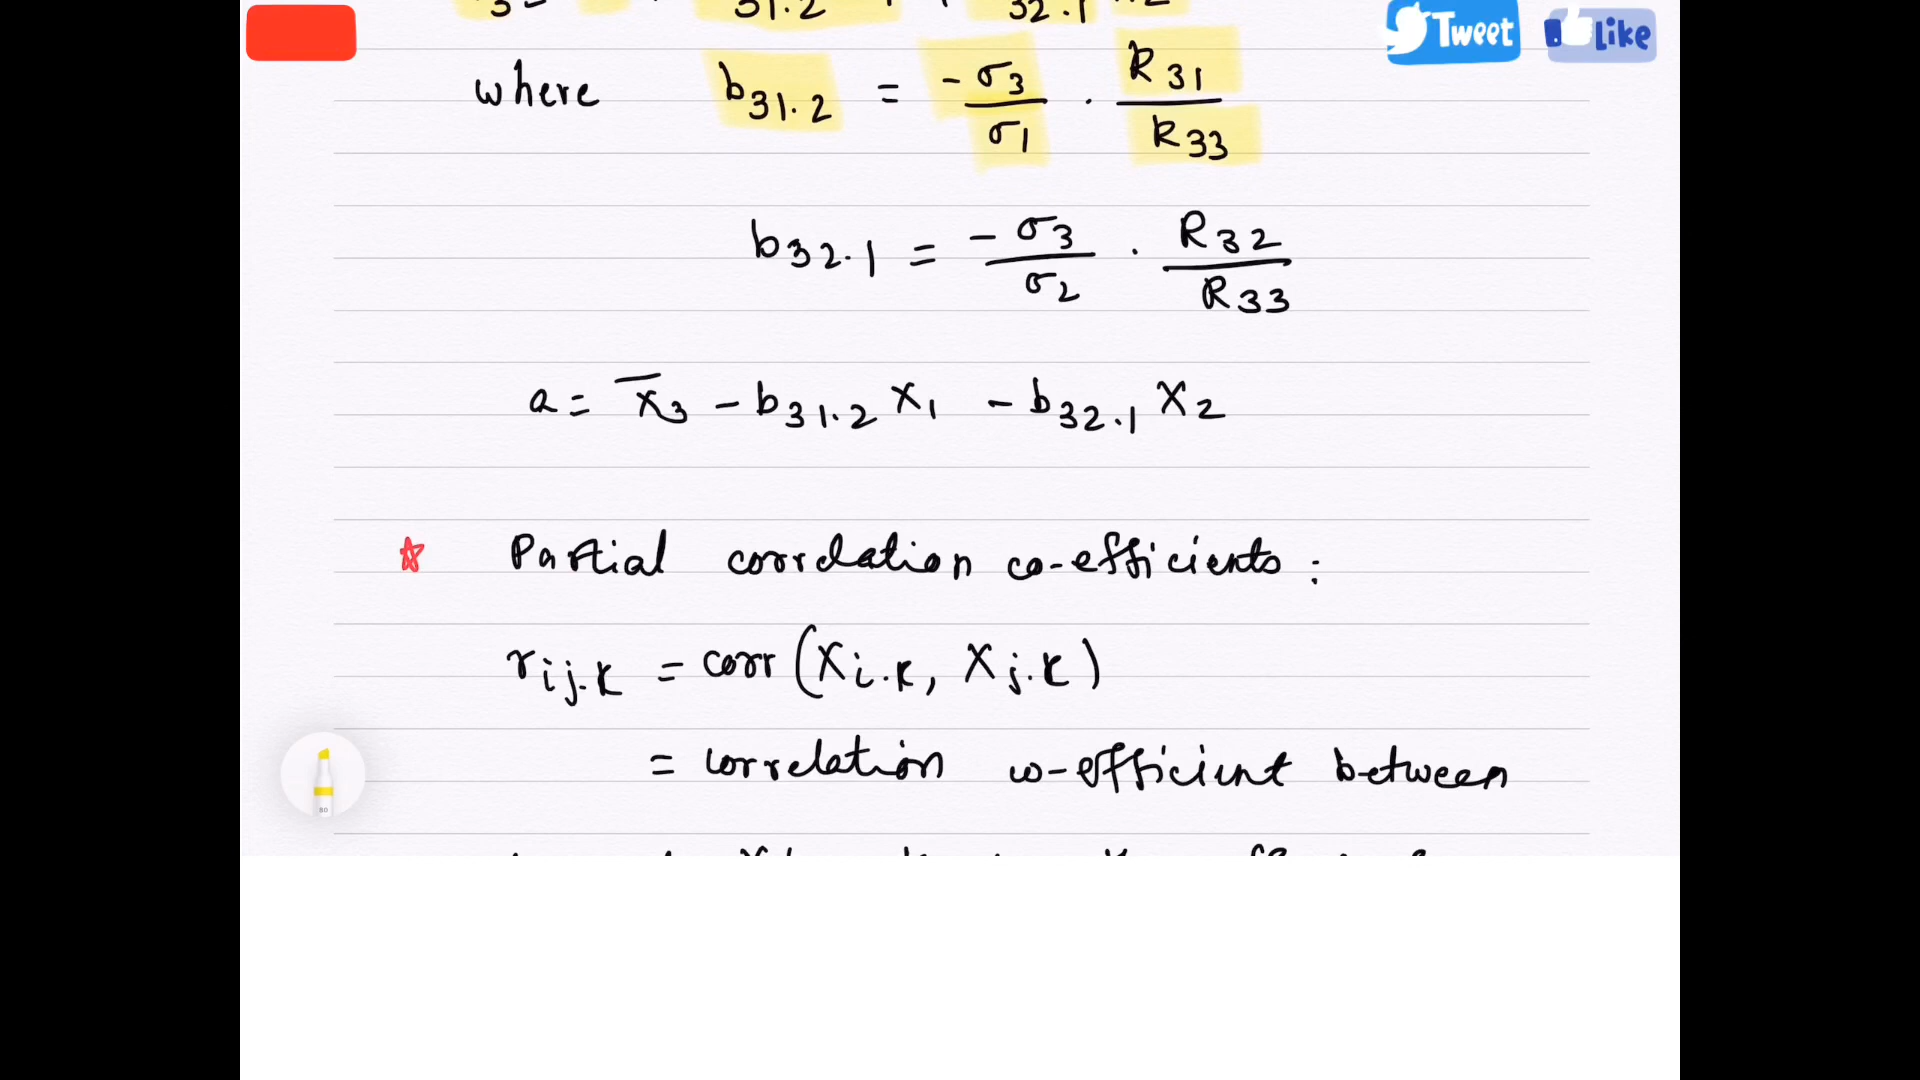 Tweet Like
where b31.2 = -σ3/σ1 . R31/R33
b32.1 = -σ3/σ2 . R32/R33
a = x̄3 - b31.2 X1 - b32.1 X2
☆ Partial correlation co-efficients :
rij.k = corr (Xi.k, Xj.k)
= correlation co-efficient between